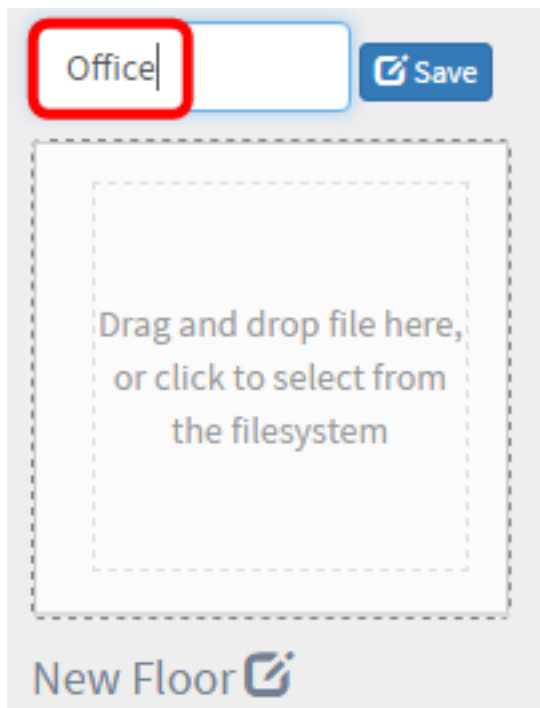 Office
Save
Drag and drop file here,
or click to select from
the filesystem
New Floor